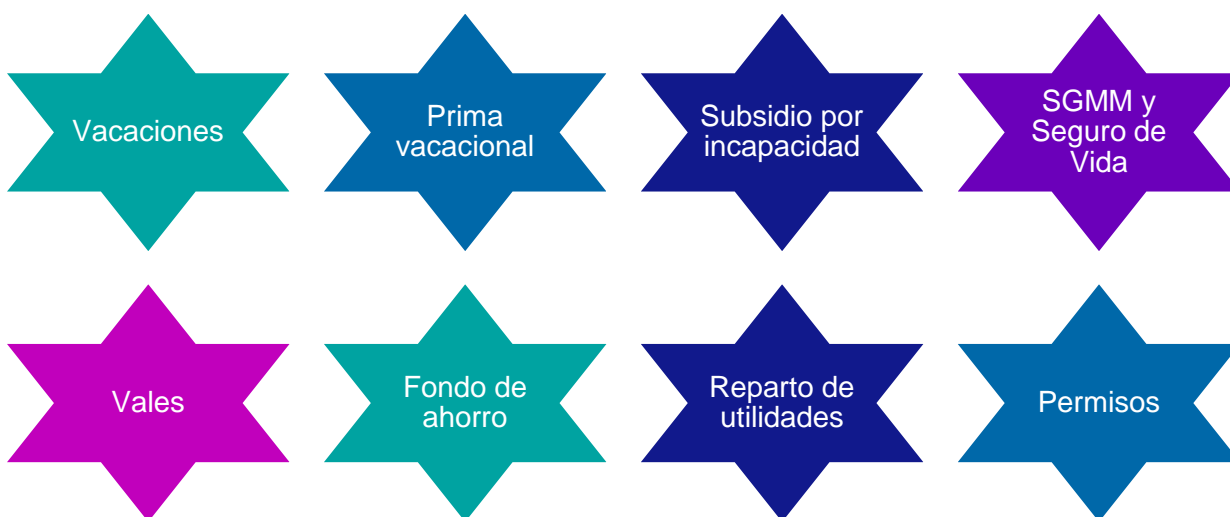 Vacaciones
Prima
vacacional
Subsidio por
incapacidad
SGMM y
Seguro de
Vida
Vales
Fondo de
ahorro
Reparto de
utilidades
Permisos